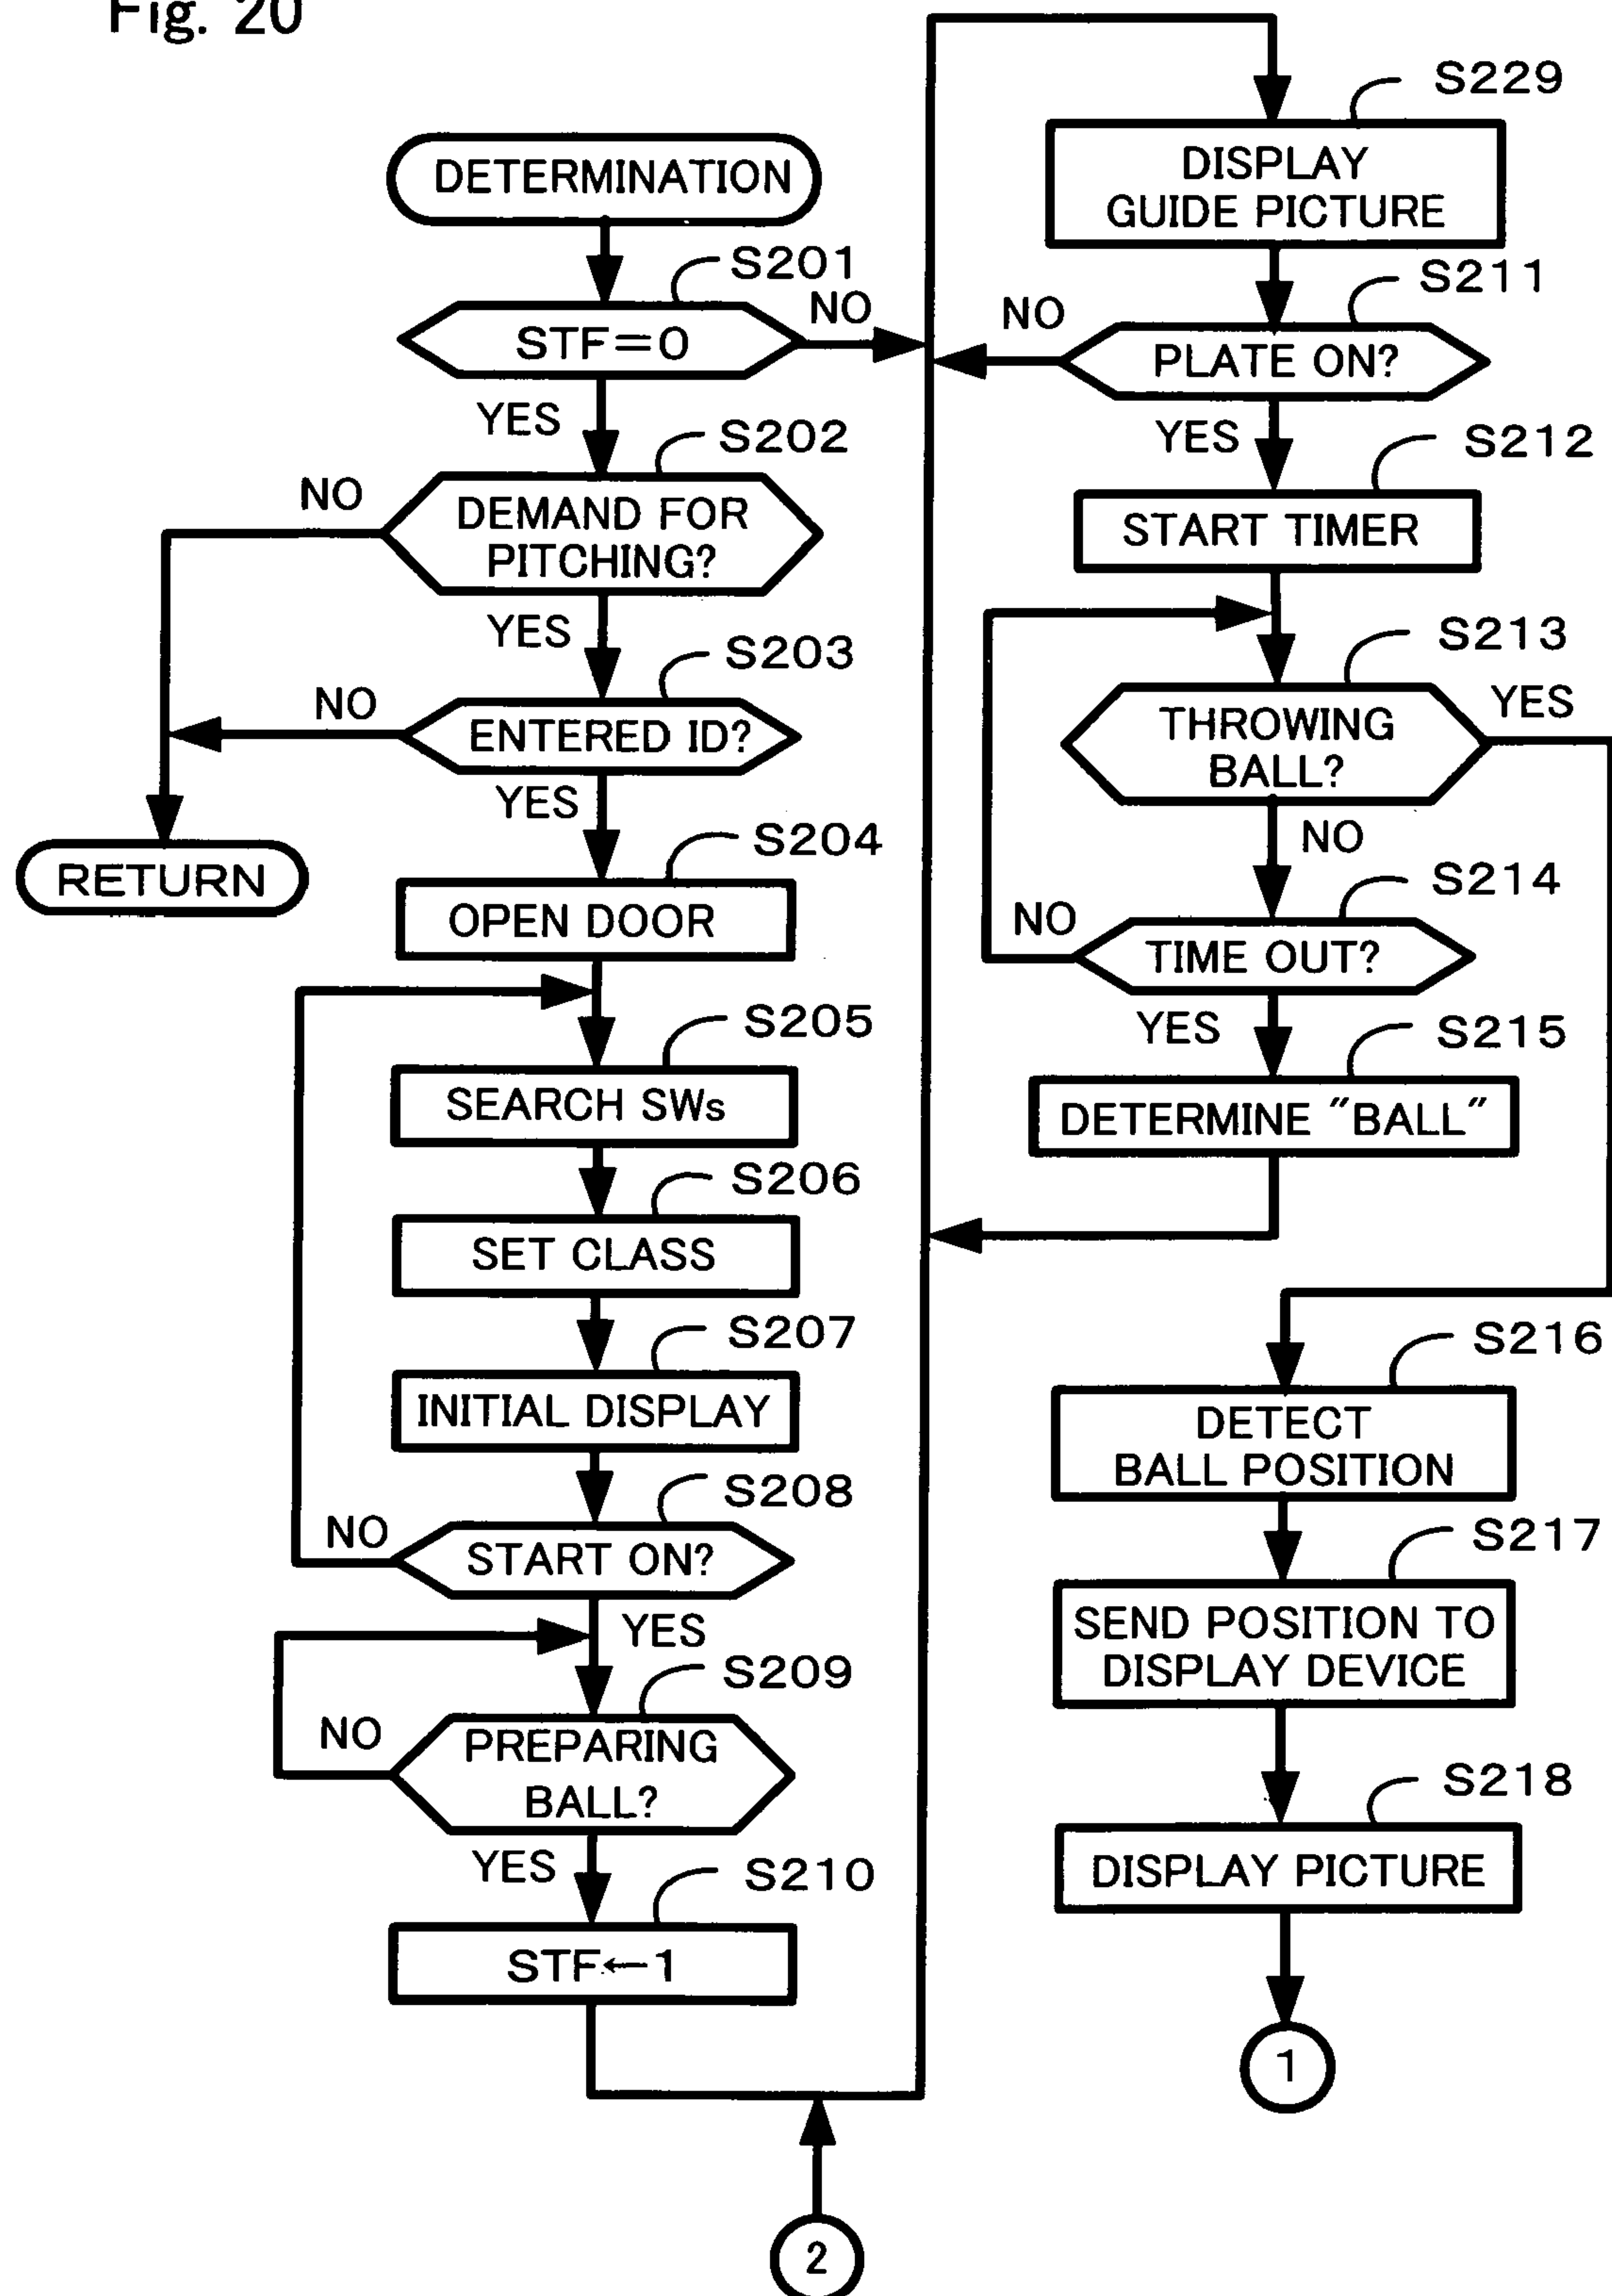 Fig. 20
DETERMINATION
S201
STF=0
NO
YES
S202
DEMAND FOR
PITCHING?
NO
YES
S203
ENTERED ID?
NO
YES
RETURN
S204
OPEN DOOR
S205
SEARCH SWs
S206
SET CLASS
S207
INITIAL DISPLAY
S208
START ON?
NO
YES
S209
PREPARING
BALL?
NO
YES
S210
STF←1
2
S229
DISPLAY
GUIDE PICTURE
S211
PLATE ON?
NO
YES
S212
START TIMER
S213
THROWING
BALL?
YES
NO
S214
TIME OUT?
NO
YES
S215
DETERMINE "BALL"
S216
DETECT
BALL POSITION
S217
SEND POSITION TO
DISPLAY DEVICE
S218
DISPLAY PICTURE
1